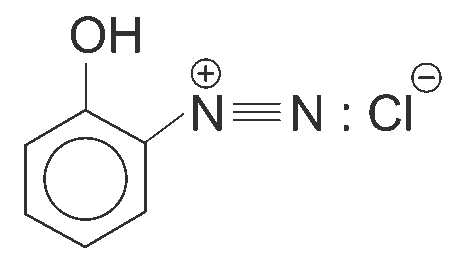 OH
N≡N : Cl
⊕ ⊖